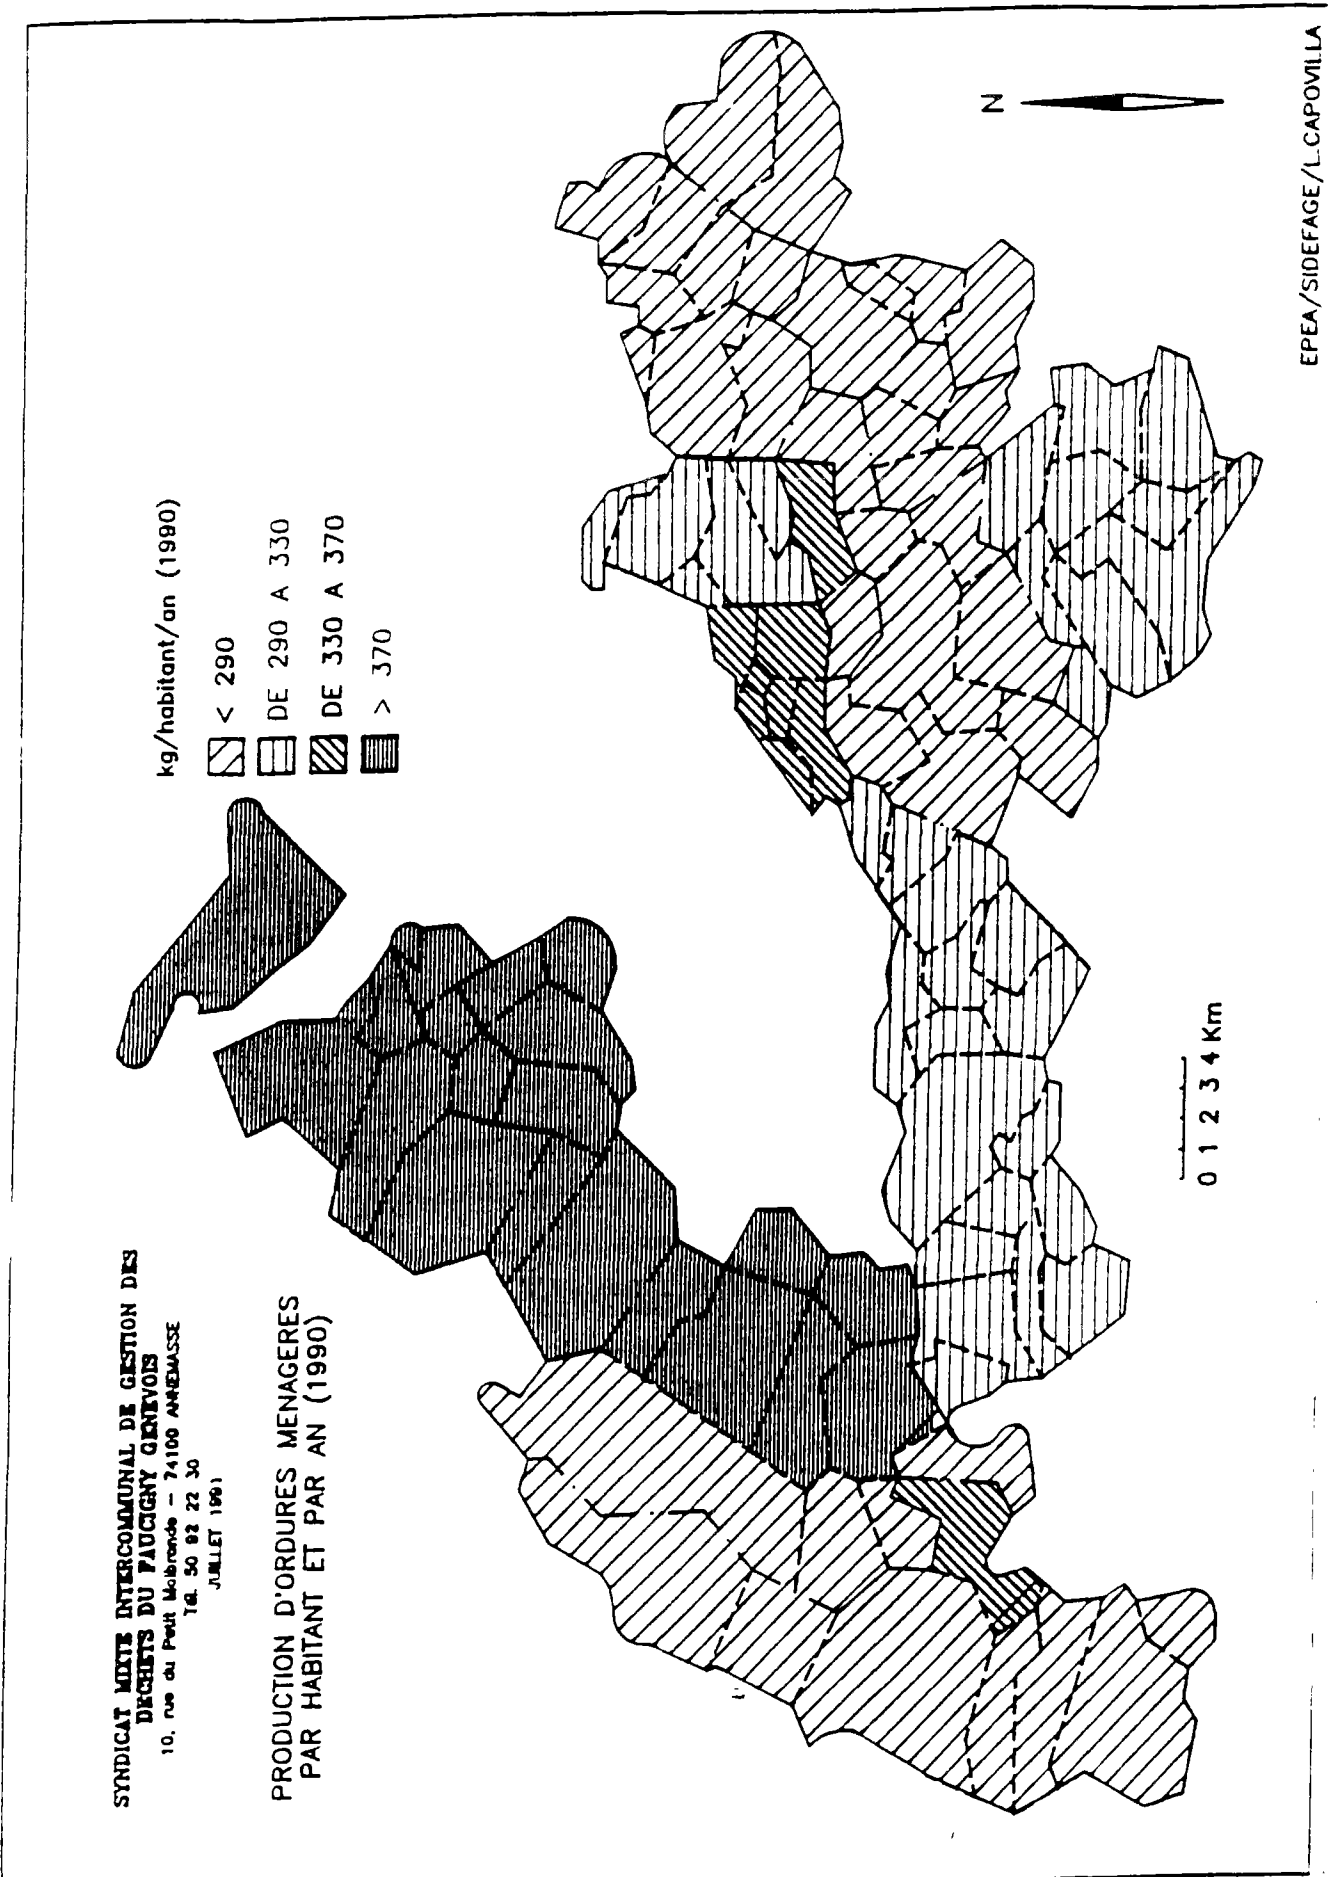 SYNDICAT MIXTE INTERCOMMUNAL DE GESTION DES
DECHETS DU FAUCIGNY GENEVOIS
10, rue du Petit Malbrande - 74100 ANNEMASSE
Tél. 50 92 22 30
JUILLET 1991
PRODUCTION D'ORDURES MENAGERES
PAR HABITANT ET PAR AN (1990)
kg/habitant/an (1990)
< 290
DE 290 A 330
DE 330 A 370
> 370
N
0 1 2 3 4 Km
EPEA/SIDEFAGE/L.CAPOVILLA